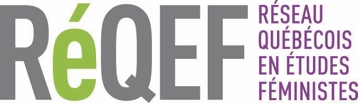 RéQEF
RÉSEAU
QUÉBÉCOIS
EN ÉTUDES
FÉMINISTES